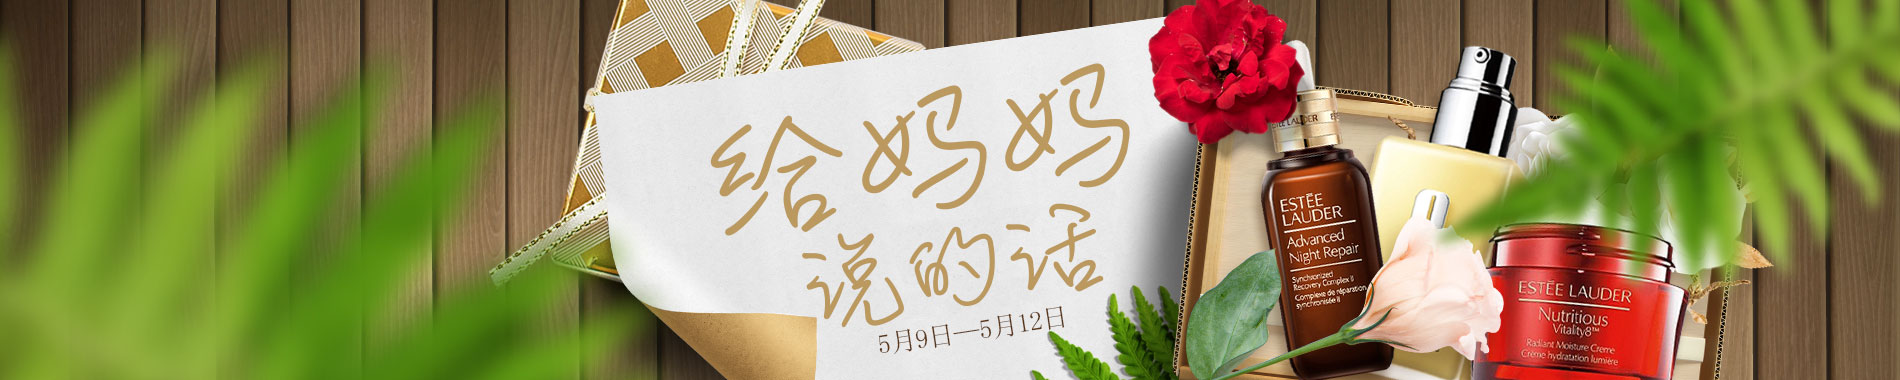 给妈妈
说的话
5月9日—5月12日
ESTĒE LAUDER
ESTĒE
LAUDER
Advanced
Night Repair
Synchronized
Recovery Complex II
Complexe de réparation
synchronisée II
ESTĒE LAUDER
Nutritious
Vitality8™
Radiant Moisture Creme
Crème hydratation lumière